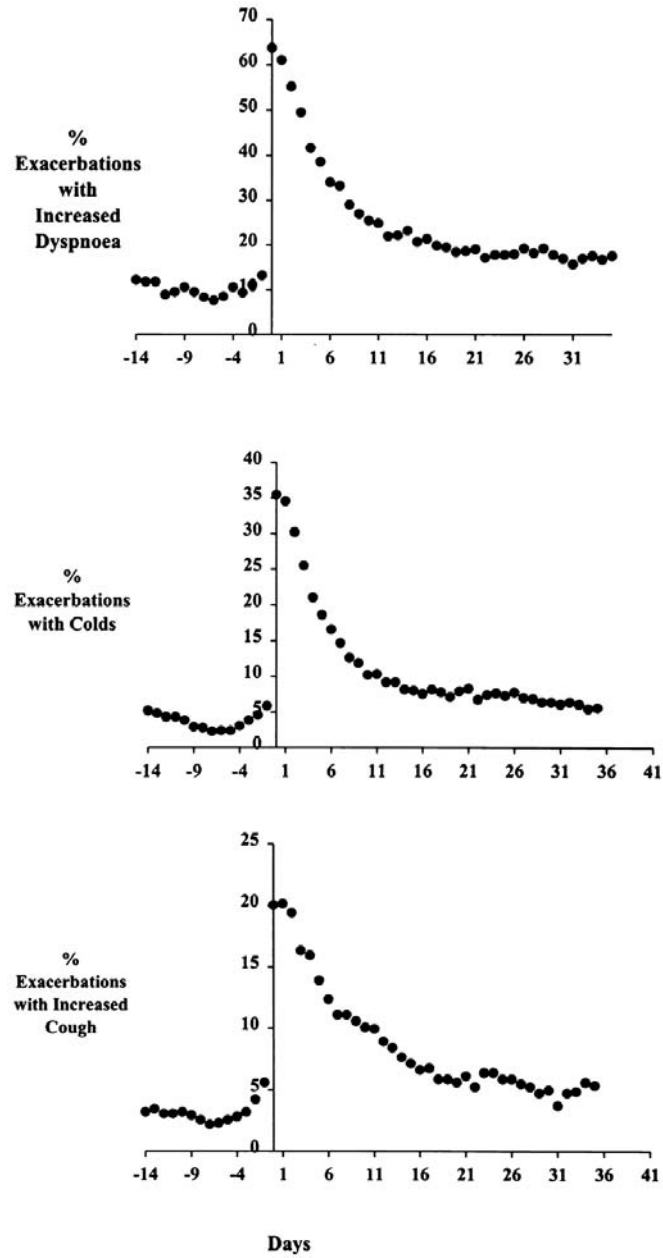 70
60
50
40
30
20
10
0
%
Exacerbations
with
Increased
Dyspnoea
-14 -9 -4 1 6 11 16 21 26 31
40
35
30
25
20
15
10
5
0
%
Exacerbations
with Colds
-14 -9 -4 1 6 11 16 21 26 31 36 41
25
20
15
10
5
0
%
Exacerbations
with Increased
Cough
-14 -9 -4 1 6 11 16 21 26 31 36 41
Days